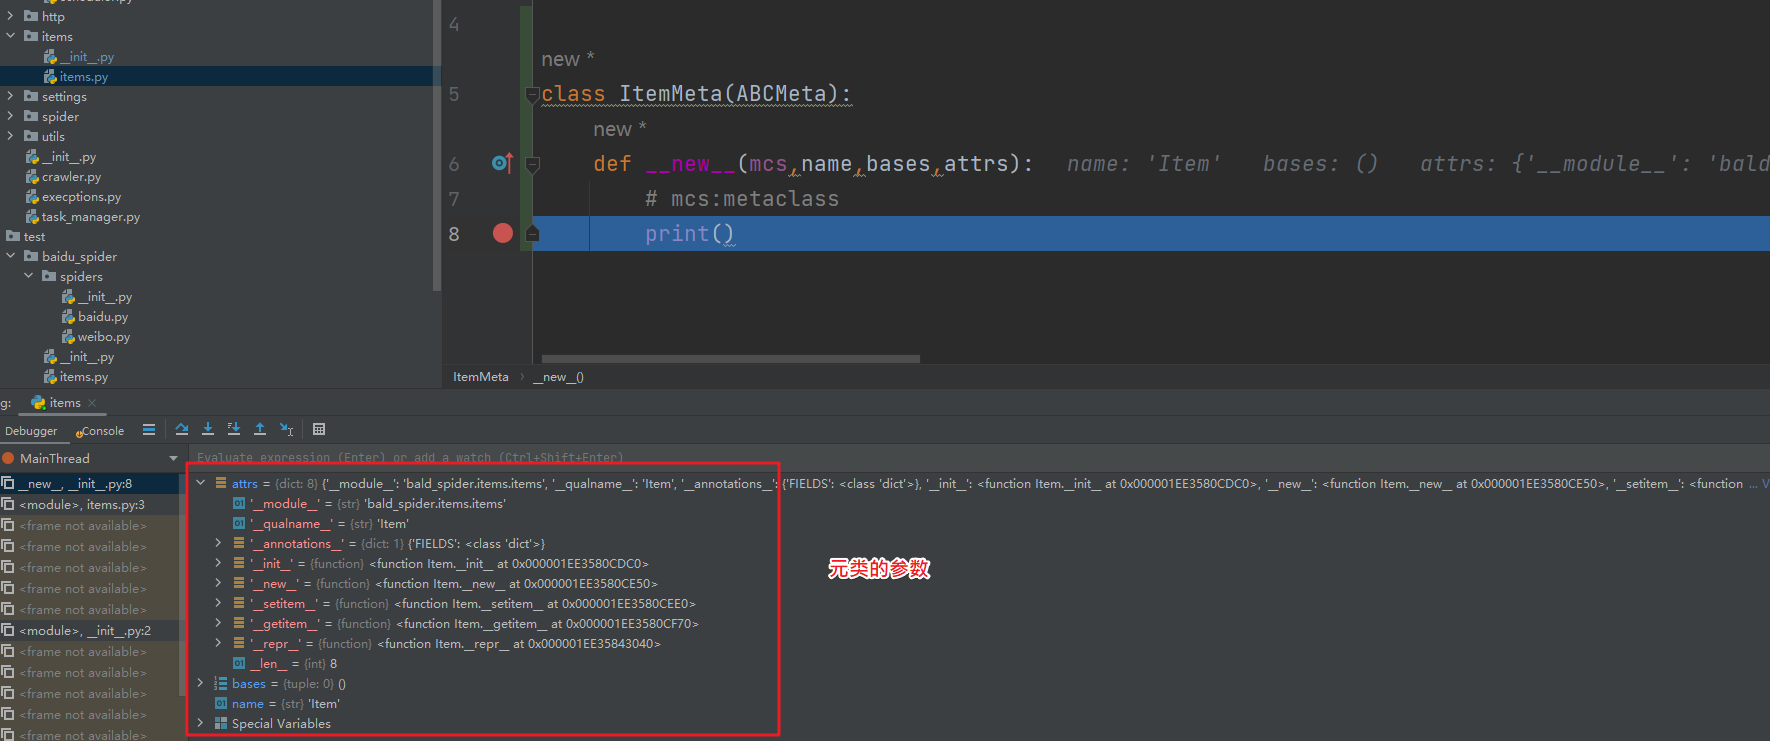 http
items
__init__.py
items.py
settings
spider
utils
__init__.py
crawler.py
execptions.py
task_manager.py
test
baidu_spider
spiders
__init__.py
baidu.py
weibo.py
__init__.py
items.py
4
new *
5 class ItemMeta(ABCMeta):
new *
6 def __new__(mcs,name,bases,attrs): name: 'Item' bases: () attrs: {'__module__': 'bald
7 # mcs:metaclass
8 print()
ItemMeta › __new__()
g: items
Debugger Console
MainThread
Evaluate expression (Enter) or add a watch (Ctrl+Shift+Enter)
__new__, __init__.py:8
<module>, items.py:3
<frame not available>
<frame not available>
<frame not available>
<frame not available>
<frame not available>
<module>, __init__.py:2
<frame not available>
<frame not available>
<frame not available>
<frame not available>
<frame not available>
attrs = {dict: 8} {'__module__': 'bald_spider.items.items', '__qualname__': 'Item', '__annotations__': {'FIELDS': <class 'dict'>}, '__init__': <function Item.__init__ at 0x000001EE3580CDC0>, '__new__': <function Item.__new__ at 0x000001EE3580CE50>, '__setitem__': <function ... V
'__module__' = {str} 'bald_spider.items.items'
'__qualname__' = {str} 'Item'
'__annotations__' = {dict: 1} {'FIELDS': <class 'dict'>}
'__init__' = {function} <function Item.__init__ at 0x000001EE3580CDC0>
'__new__' = {function} <function Item.__new__ at 0x000001EE3580CE50>
'__setitem__' = {function} <function Item.__setitem__ at 0x000001EE3580CEE0>
'__getitem__' = {function} <function Item.__getitem__ at 0x000001EE3580CF70>
'__repr__' = {function} <function Item.__repr__ at 0x000001EE35843040>
__len__ = {int} 8
bases = {tuple: 0} ()
name = {str} 'Item'
Special Variables
元类的参数